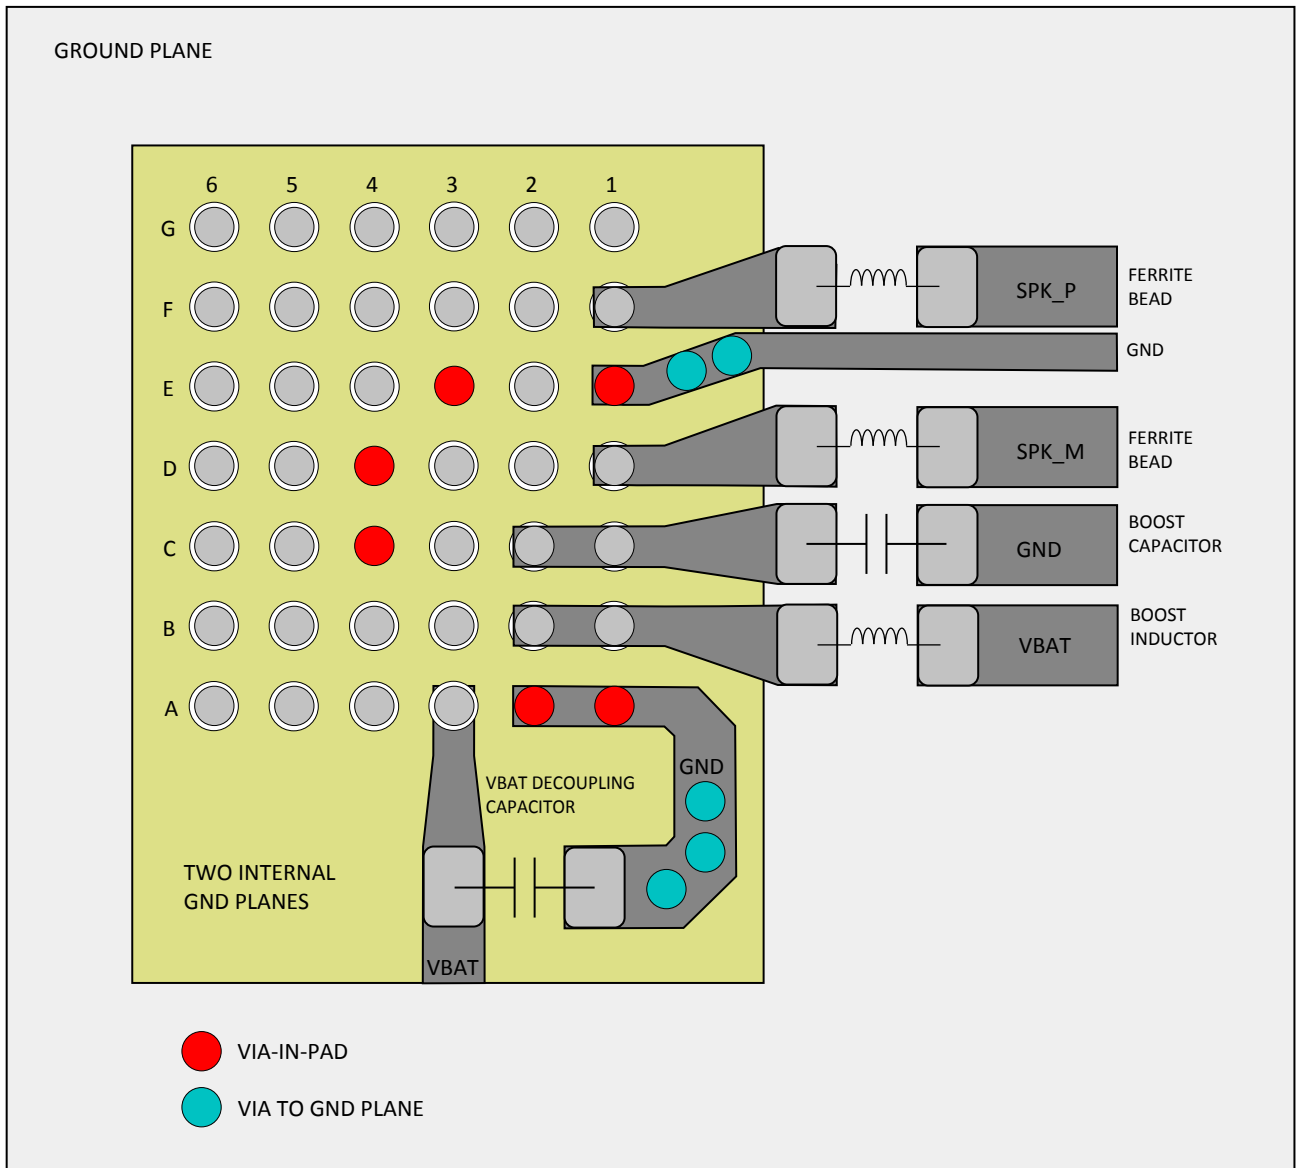 GROUND PLANE
6 5 4 3 2 1
G
F
SPK_P
FERRITE
BEAD
GND
E
D
SPK_M
FERRITE
BEAD
C
GND
BOOST
CAPACITOR
B
VBAT
BOOST
INDUCTOR
A
GND
VBAT DECOUPLING
CAPACITOR
TWO INTERNAL
GND PLANES
VBAT
VIA-IN-PAD
VIA TO GND PLANE